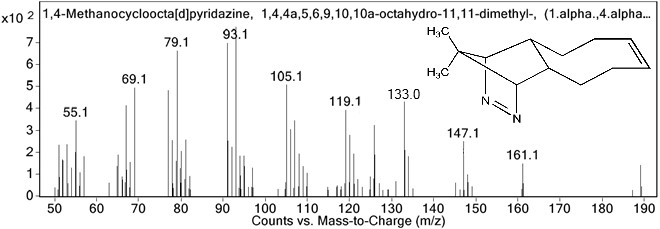 1,4-Methanocycloocta[d]pyridazine, 1,4,4a,5,6,9,10,10a-octahydro-11,11-dimethyl-, (1.alpha.,4.alpha...
x10 2
7
6
5
4
3
2
1
0
55.1
69.1
79.1
93.1
105.1
119.1
133.0
147.1
161.1
H₃C
H₃C
N
N
50 60 70 80 90 100 110 120 130 140 150 160 170 180 190
Counts vs. Mass-to-Charge (m/z)